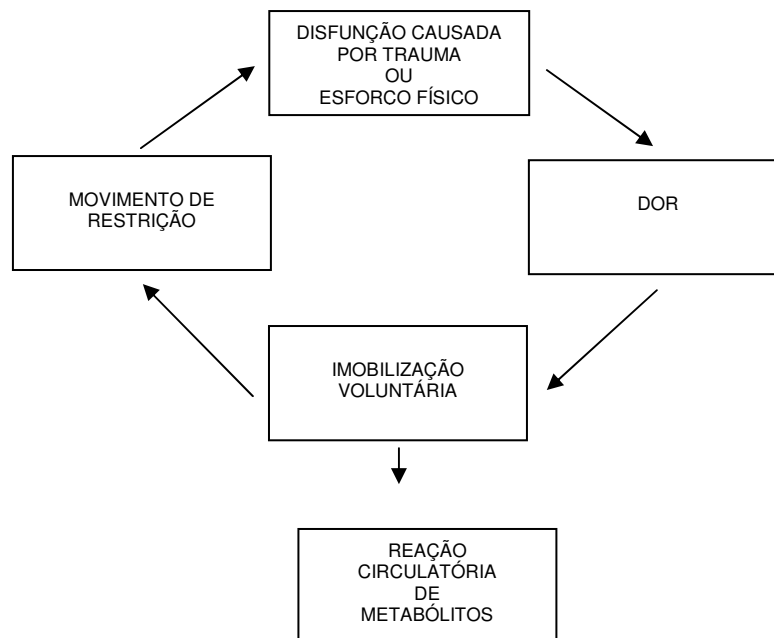 DISFUNÇÃO CAUSADA
POR TRAUMA
OU
ESFORCO FÍSICO
MOVIMENTO DE
RESTRIÇÃO
DOR
IMOBILIZAÇÃO
VOLUNTÁRIA
REAÇÃO
CIRCULATÓRIA
DE
METABÓLITOS